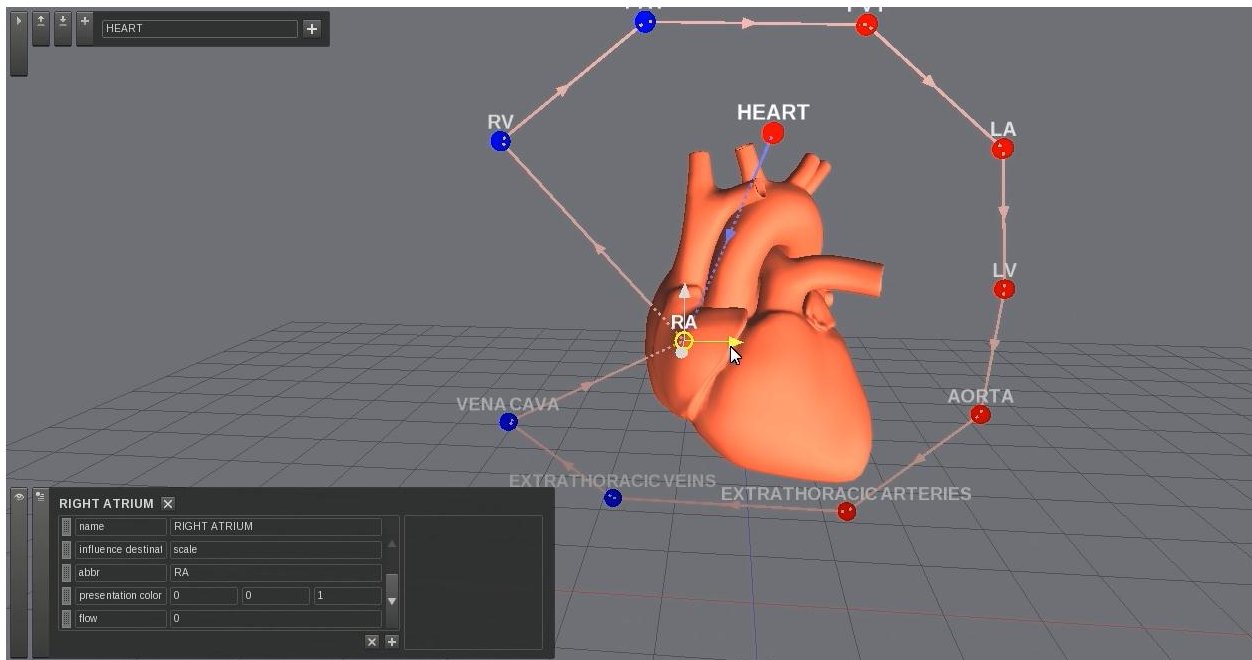 HEART
HEART
RV
LA
LV
RA
AORTA
VENA CAVA
EXTRATHORACIC VEINS
EXTRATHORACIC ARTERIES
RIGHT ATRIUM
name RIGHT ATRIUM
influence destinat scale
abbr RA
presentation color 0 0 1
flow 0